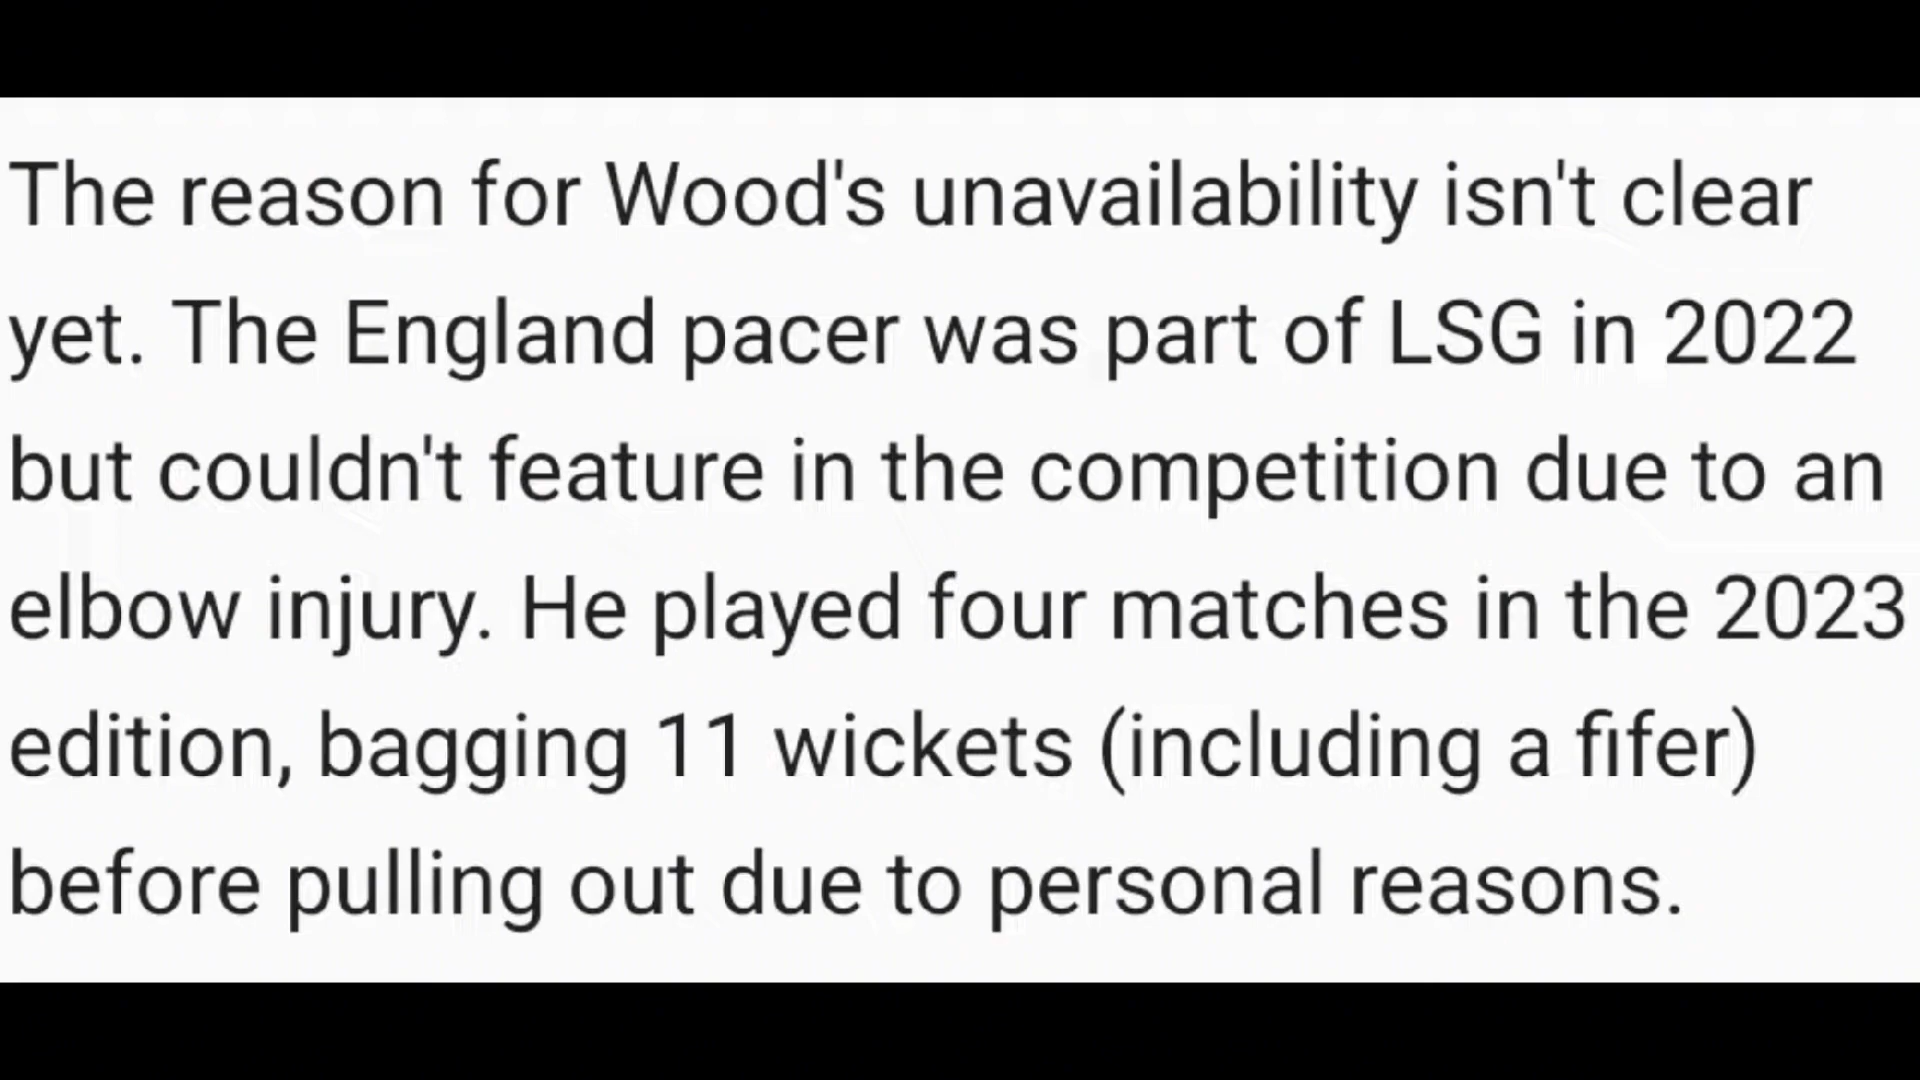 The reason for Wood's unavailability isn't clear
yet. The England pacer was part of LSG in 2022
but couldn't feature in the competition due to an
elbow injury. He played four matches in the 2023
edition, bagging 11 wickets (including a fifer)
before pulling out due to personal reasons.